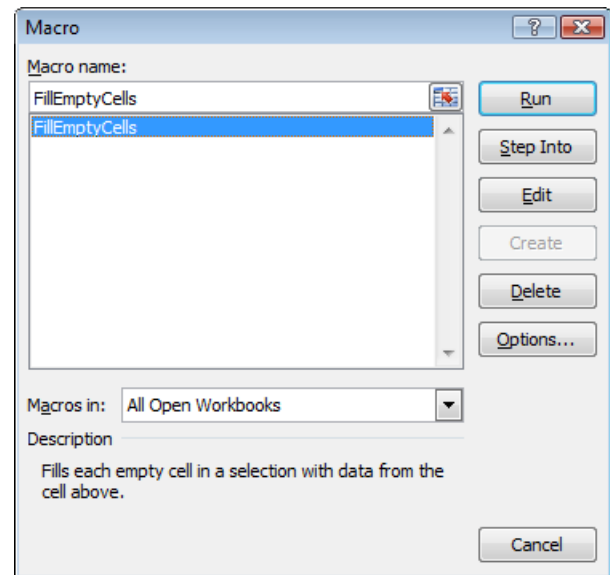 Macro
Macro name:
FillEmptyCells
FillEmptyCells
Run
Step Into
Edit
Create
Delete
Options...
Macros in: All Open Workbooks
Description
Fills each empty cell in a selection with data from the
cell above.
Cancel